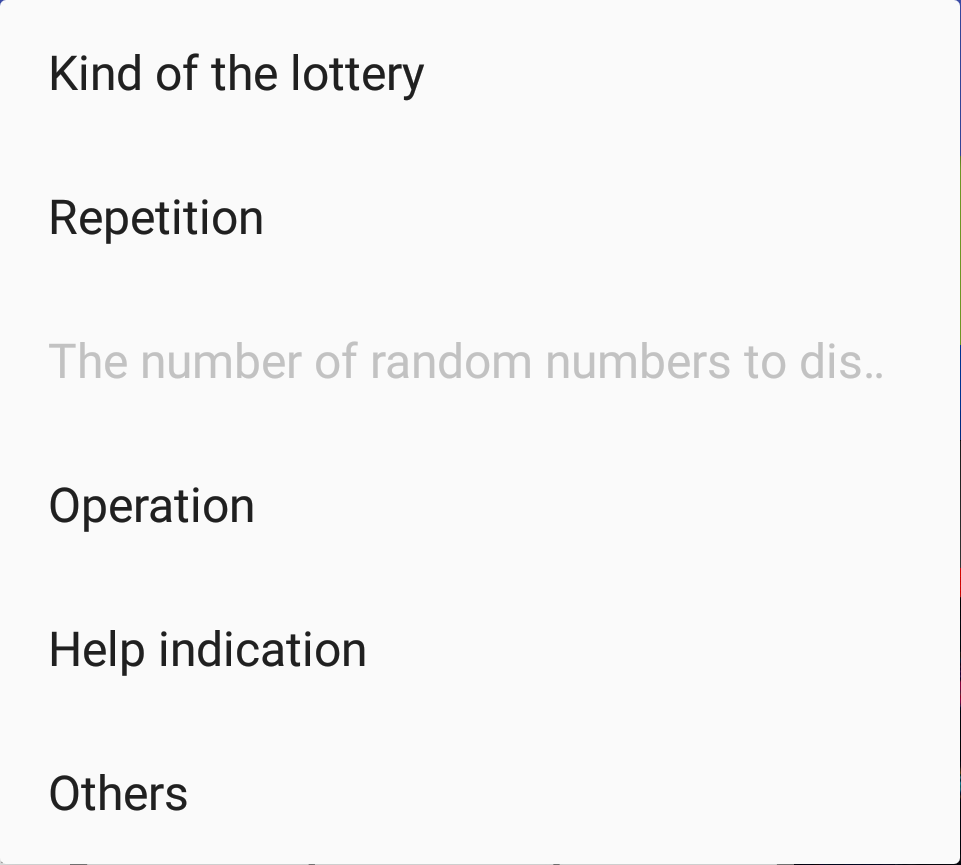 Kind of the lottery
Repetition
The number of random numbers to dis..
Operation
Help indication
Others